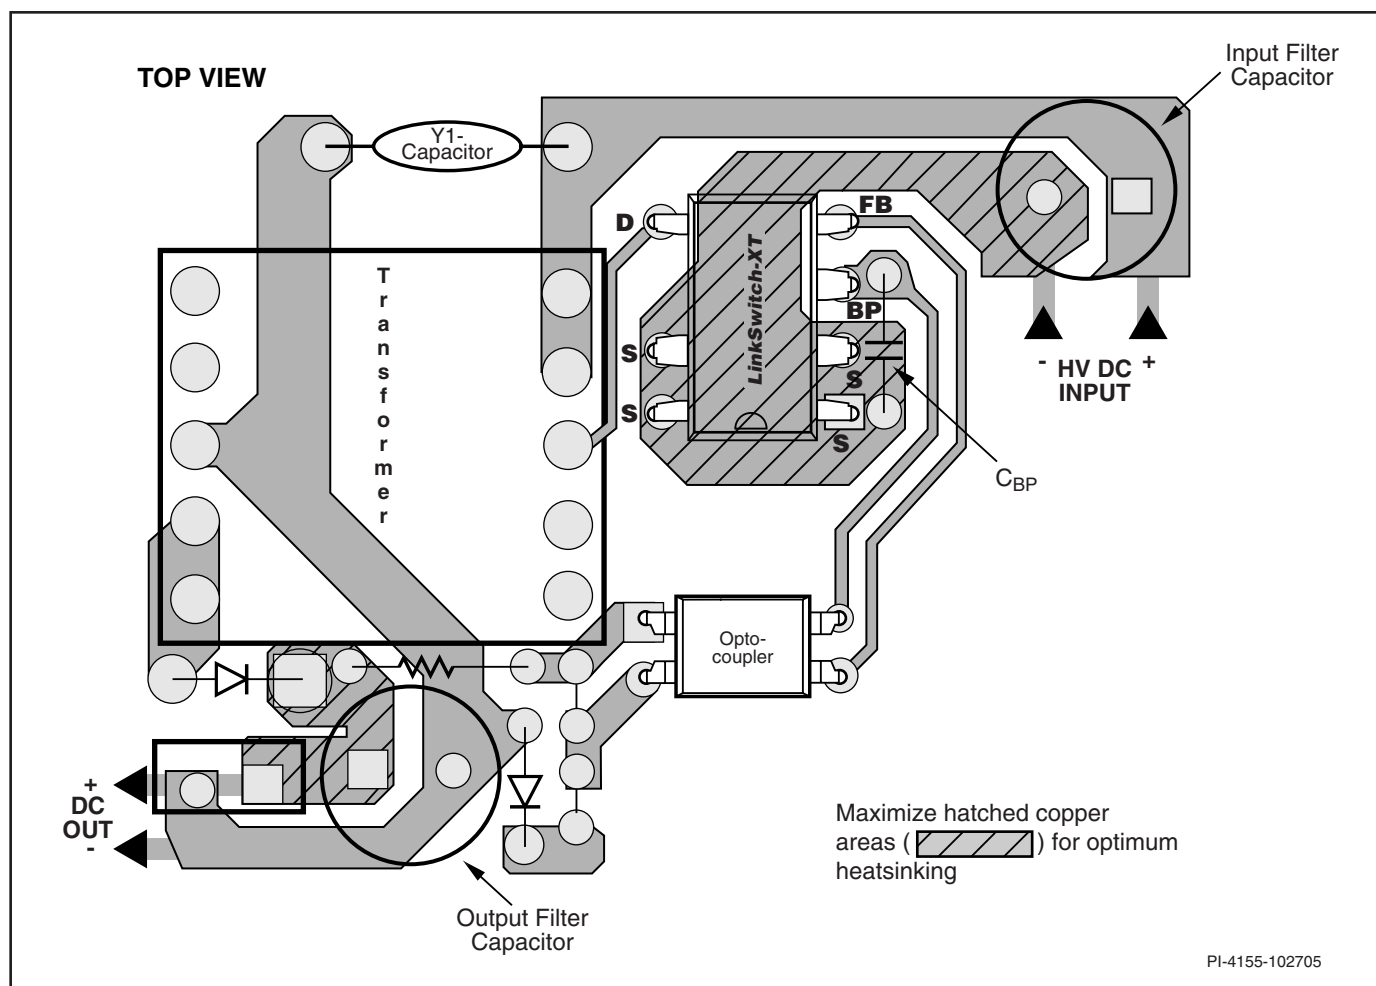 TOP VIEW
Input Filter
Capacitor
Y1-
Capacitor
D
FB
Transformer
LinkSwitch-XT
BP
S
S
S
S
- HV DC +
INPUT
CBP
Opto-
coupler
+
DC
OUT
-
Maximize hatched copper
areas ( ) for optimum
heatsinking
Output Filter
Capacitor
PI-4155-102705